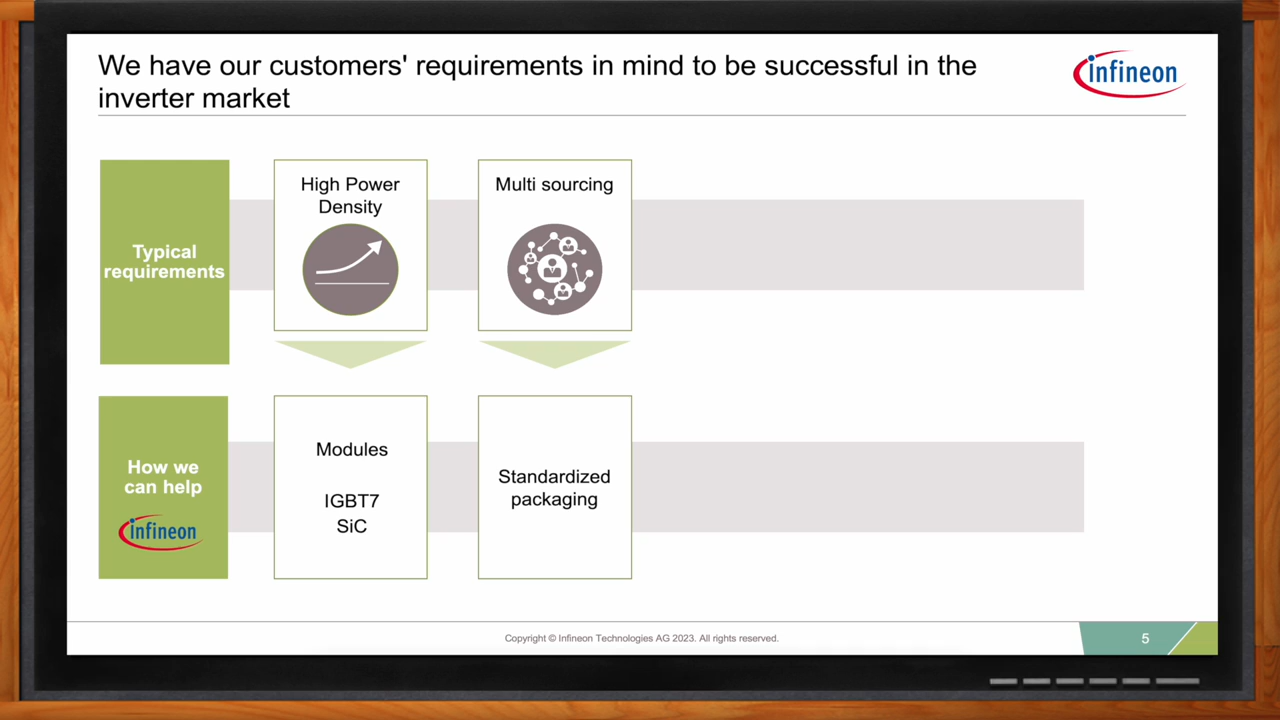 We have our customers' requirements in mind to be successful in the
inverter market
infineon
Typical
requirements
High Power
Density
Multi sourcing
How we
can help
infineon
Modules
IGBT7
SiC
Standardized
packaging
Copyright © Infineon Technologies AG 2023. All rights reserved.
5